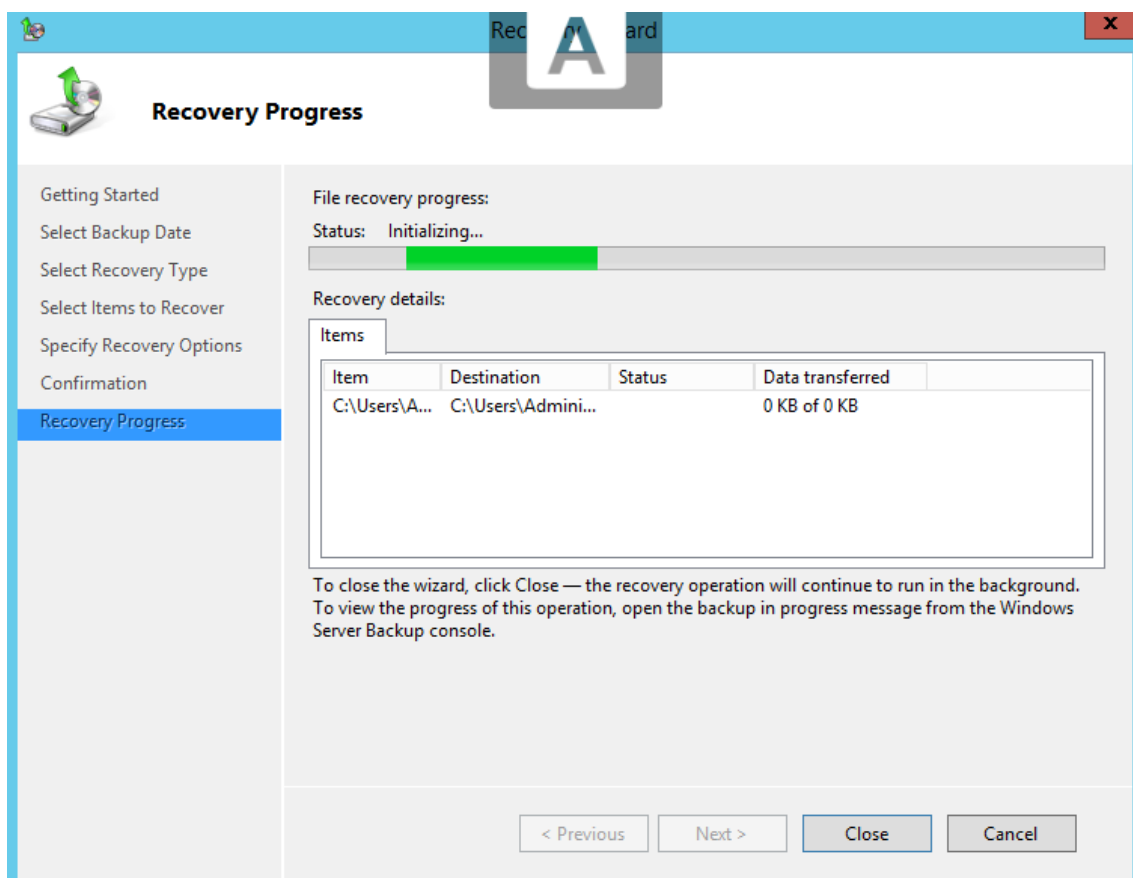 Rec ard
A
x
Recovery Progress
Getting Started
Select Backup Date
Select Recovery Type
Select Items to Recover
Specify Recovery Options
Confirmation
Recovery Progress
File recovery progress:
Status: Initializing...
Recovery details:
Items
Item Destination Status Data transferred
C:\Users\A... C:\Users\Admini... 0 KB of 0 KB
To close the wizard, click Close — the recovery operation will continue to run in the background.
To view the progress of this operation, open the backup in progress message from the Windows
Server Backup console.
< Previous Next > Close Cancel